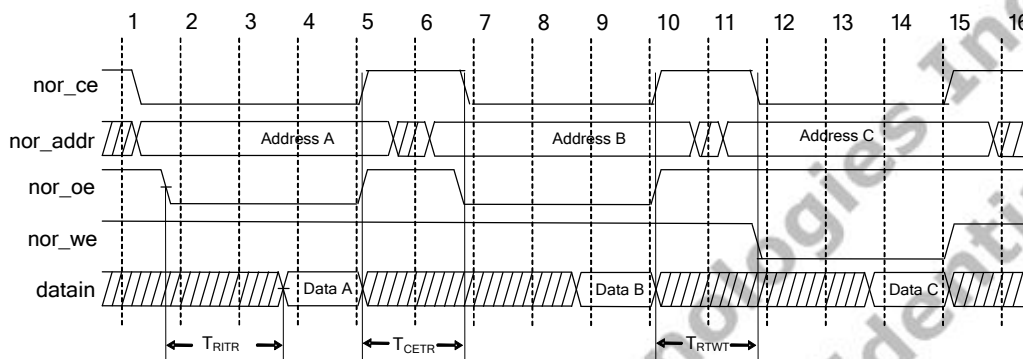 1 2 3 4 5 6 7 8 9 10 11 12 13 14 15 16
nor_ce
nor_addr Address A Address B Address C
nor_oe
nor_we
datain Data A Data B Data C
TRITR TCETR TRTWT